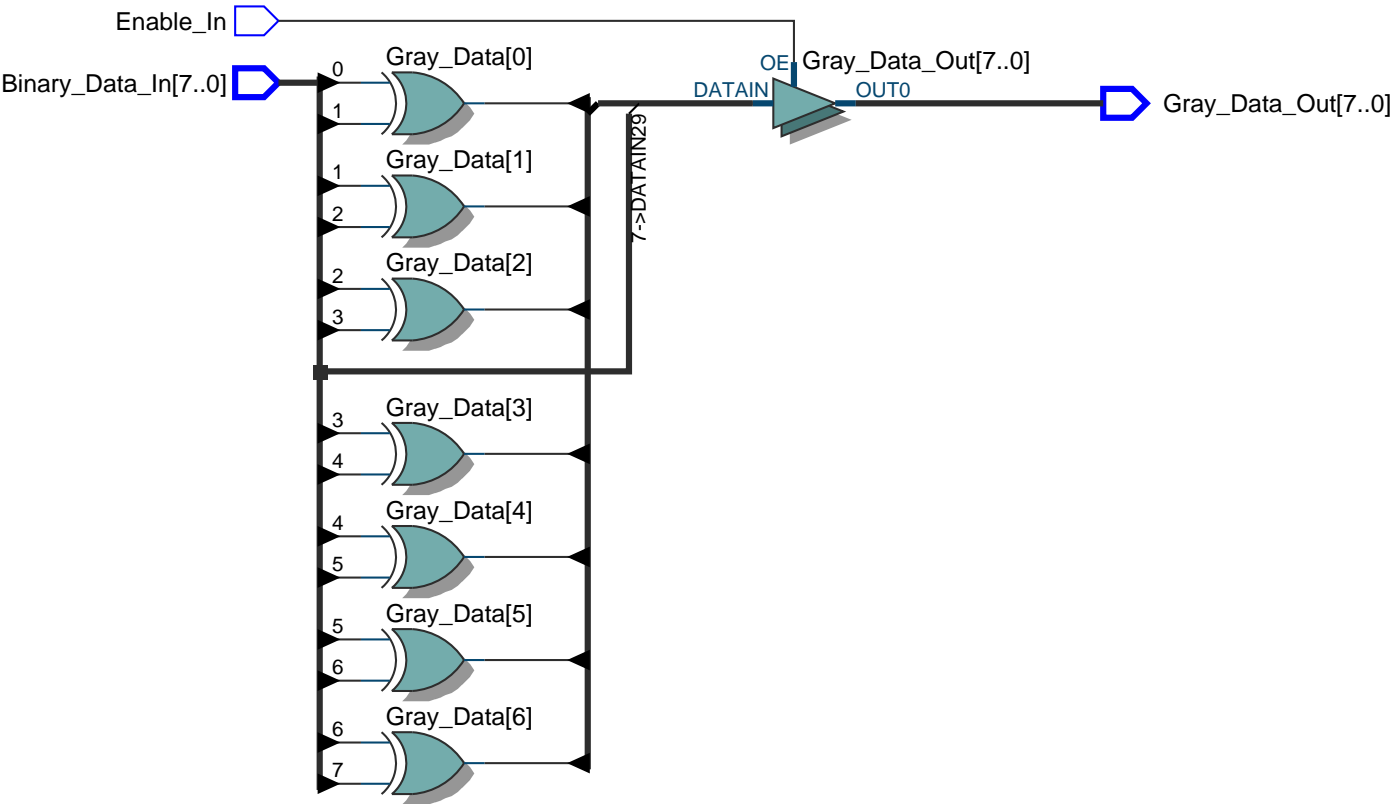 Enable_In
Binary_Data_In[7..0]
Gray_Data[0]
0
1
Gray_Data[1]
1
2
Gray_Data[2]
2
3
Gray_Data[3]
3
4
Gray_Data[4]
4
5
Gray_Data[5]
5
6
Gray_Data[6]
6
7
7->DATAIN29
OE
Gray_Data_Out[7..0]
DATAIN
OUT0
Gray_Data_Out[7..0]